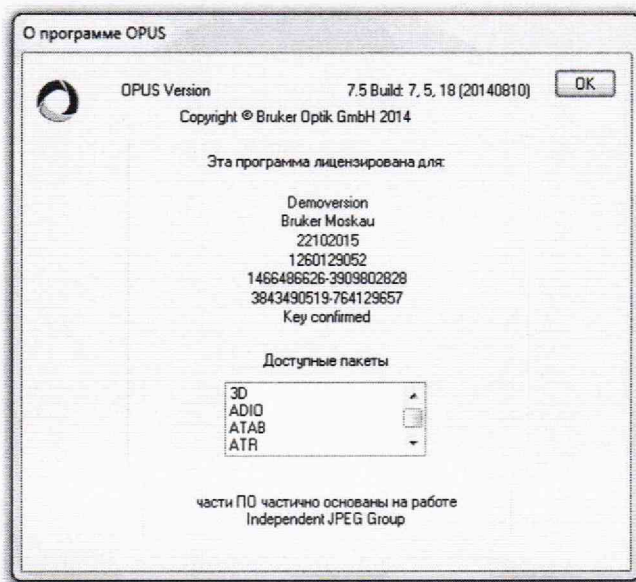 О программе OPUS
OPUS Version 7.5 Build: 7, 5, 18 (20140810) OK
Copyright © Bruker Optik GmbH 2014
Эта программа лицензирована для:
Demoversion
Bruker Moskau
22102015
1260129052
1466486626-3909802828
3843490519-764129657
Key confirmed
Доступные пакеты
3D
ADIO
ATAB
ATR
части ПО частично основаны на работе
Independent JPEG Group